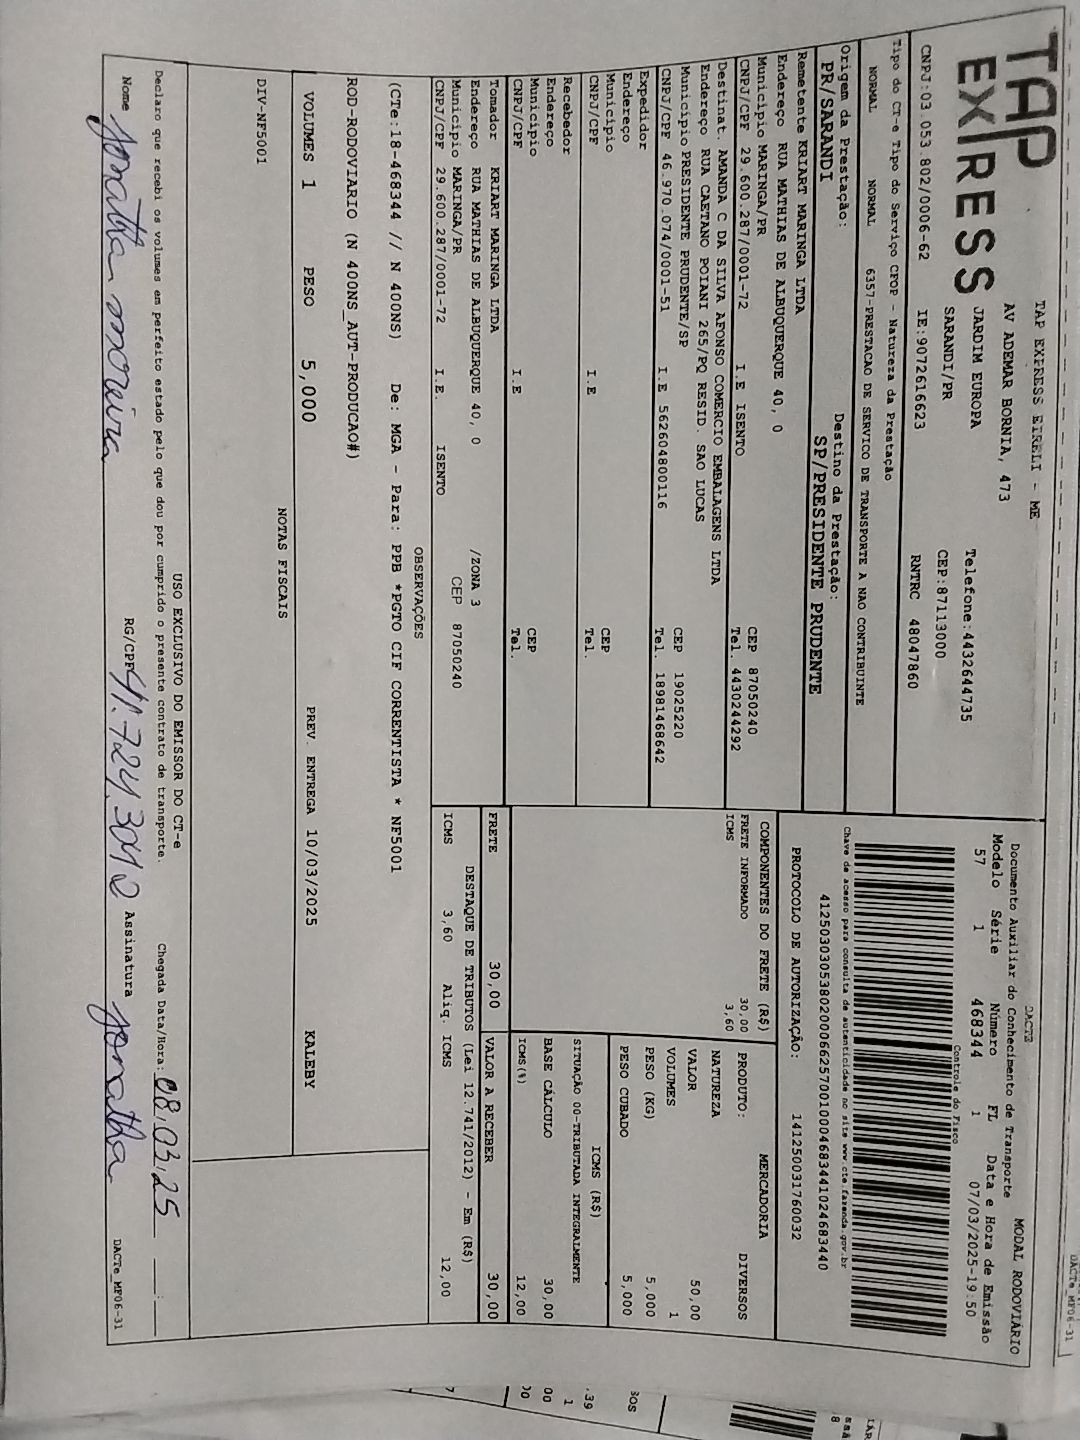 TAP
EXPRESS
TAP EXPRESS EIRELI - ME
AV ADEMAR BORNIA, 473
JARDIM EUROPA
Telefone:4432644735
SARANDI/PR
CEP:87113000
CNPJ:03.053.802/0006-62 IE:9072616623 RNTRC 48047860
DACTE
MODAL RODOVIÁRIO
Documento Auxiliar do Conhecimento de Transporte
Modelo Série Número FL Data e Hora de Emissão
57 1 468344 1 07/03/2025-19:50
Controle do Fisco
Chave de acesso para consulta de autenticidade no site www.cte.fazenda.gov.br
41250303053802000662570010004683441024683440
PROTOCOLO DE AUTORIZAÇÃO: 141250031760032
Tipo do CT-e Tipo do Serviço CFOP - Natureza da Prestação
NORMAL NORMAL 6357-PRESTACAO DE SERVICO DE TRANSPORTE A NAO CONTRIBUINTE
Origem da Prestação: Destino da Prestação:
PR/SARANDI SP/PRESIDENTE PRUDENTE
Remetente KRIART MARINGA LTDA
Endereço RUA MATHIAS DE ALBUQUERQUE 40, 0
Município MARINGA/PR CEP 87050240
CNPJ/CPF 29.600.287/0001-72 I.E ISENTO Tel. 4430244292
Destinat. AMANDA C DA SILVA AFONSO COMERCIO EMBALAGENS LTDA
Endereço RUA CAETANO POIANI 265/PQ RESID. SAO LUCAS
Município PRESIDENTE PRUDENTE/SP CEP 19025220
CNPJ/CPF 46.970.074/0001-51 I.E 562604800116 Tel. 18981468642
Expedidor
Endereço
Município CEP
CNPJ/CPF I.E Tel.
Recebedor
Endereço
Município CEP
CNPJ/CPF I.E Tel.
Tomador KRIART MARINGA LTDA
Endereço RUA MATHIAS DE ALBUQUERQUE 40, 0 /ZONA 3
Município MARINGA/PR CEP 87050240
CNPJ/CPF 29.600.287/0001-72 I.E. ISENTO
COMPONENTES DO FRETE (R$)
FRETE INFORMADO 30,00
ICMS 3,60
MERCADORIA
PRODUTO: DIVERSOS
NATUREZA
VALOR 50,00
VOLUMES 1
PESO (KG) 5,000
PESO CUBADO 5,000
ICMS (R$)
SITUAÇÃO 00-TRIBUTADA INTEGRALMENTE
BASE CÁLCULO 30,00
ICMS(%) 12,00
FRETE 30,00 VALOR A RECEBER 30,00
DESTAQUE DE TRIBUTOS (Lei 12.741/2012) - Em (R$)
ICMS 3,60 Aliq. ICMS 12,00
OBSERVAÇÕES
(CTe:18-468344 // N 400NS) De: MGA - Para: PPB *PGTO CIF CORRENTISTA * NF5001
ROD-RODOVIARIO (N 400NS_AUT-PRODUCAO#)
VOLUMES 1 PESO 5,000 PREV. ENTREGA 10/03/2025 KALEBY
NOTAS FISCAIS
DIV-NF5001
USO EXCLUSIVO DO EMISSOR DO CT-e
Declaro que recebi os volumes em perfeito estado pelo que dou por cumprido o presente contrato de transporte. Chegada Data/Hora: 08.03.25 :
Nome Jonathan moreira RG/CPF Assinatura Jonathan
DACTe_MF06-31
DACTe_MF06-31